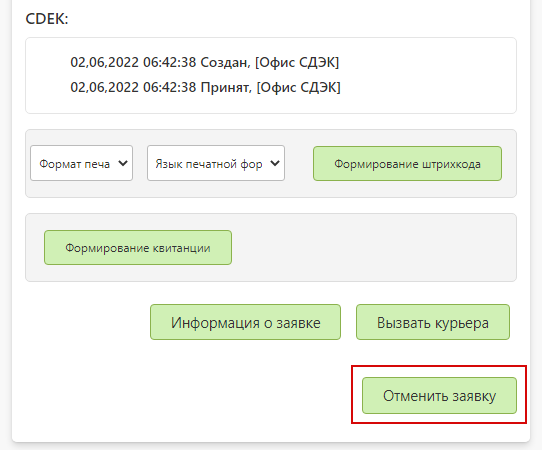 CDEK:
02,06,2022 06:42:38 Создан, [Офис СДЭК]
02,06,2022 06:42:38 Принят, [Офис СДЭК]
Формат печа Язык печатной фор Формирование штрихкода
Формирование квитанции
Информация о заявке Вызвать курьера
Отменить заявку